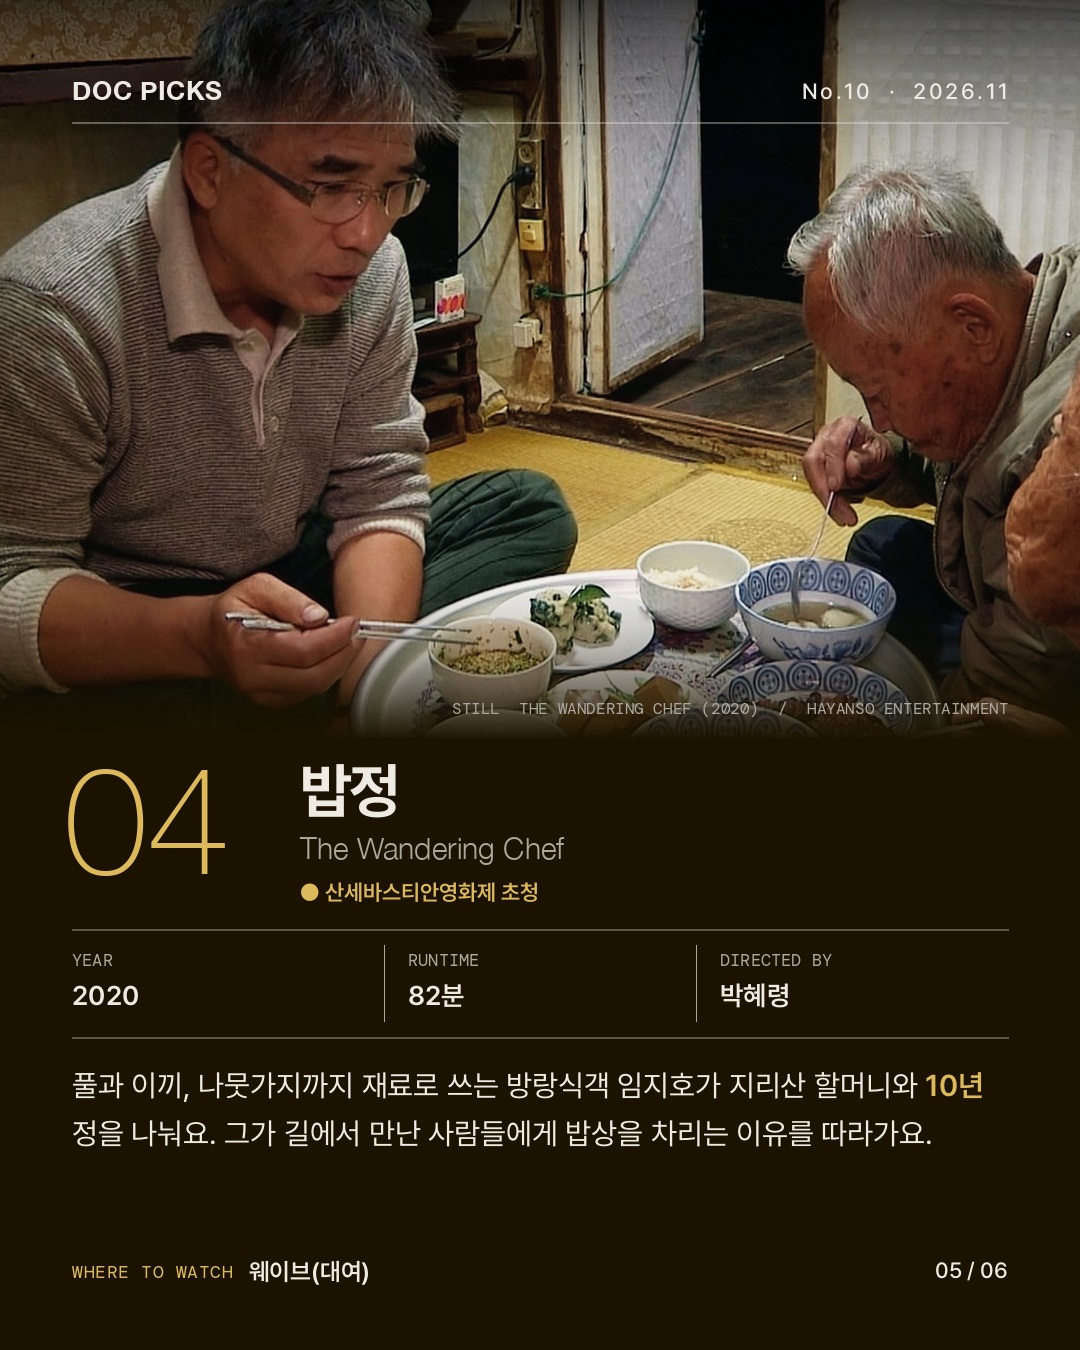 DOC PICKS
No.10 · 2026.11
STILL THE WANDERING CHEF (2020) / HAYANSO ENTERTAINMENT
04
밥정
The Wandering Chef
● 산세바스티안영화제 초청
YEAR
2020
RUNTIME
82분
DIRECTED BY
박혜령
풀과 이끼, 나뭇가지까지 재료로 쓰는 방랑식객 임지호가 지리산 할머니와 10년
정을 나눠요. 그가 길에서 만난 사람들에게 밥상을 차리는 이유를 따라가요.
WHERE TO WATCH 웨이브(대여)
05 / 06